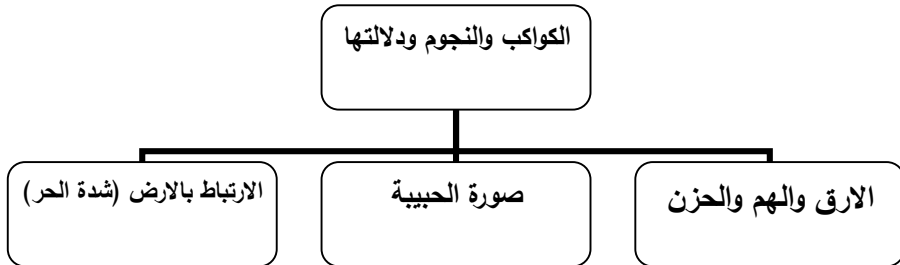 الكواكب والنجوم ودلالتها
الارق والهم والحزن
صورة الحبيبة
الارتباط بالارض (شدة الحر)